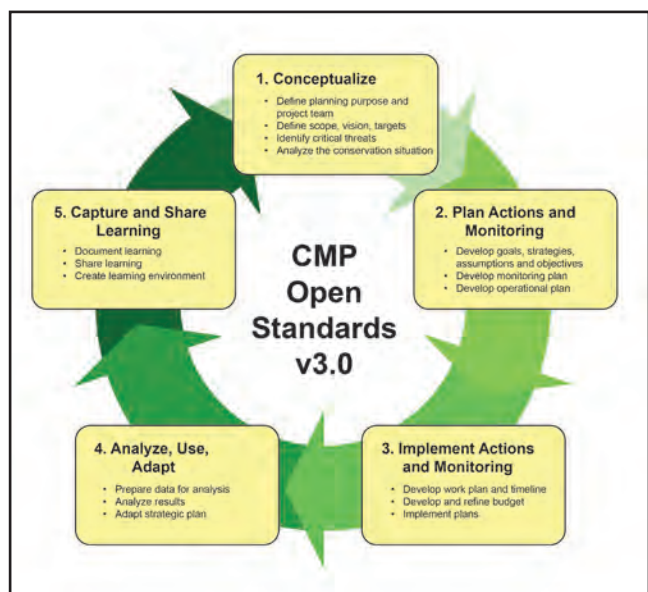 1. Conceptualize
• Define planning purpose and
project team
• Define scope, vision, targets
• Identify critical threats
• Analyze the conservation situation
2. Plan Actions and
Monitoring
• Develop goals, strategies,
assumptions and objectives
• Develop monitoring plan
• Develop operational plan
3. Implement Actions
and Monitoring
• Develop work plan and timeline
• Develop and refine budget
• Implement plans
4. Analyze, Use,
Adapt
• Prepare data for analysis
• Analyze results
• Adapt strategic plan
5. Capture and Share
Learning
• Document learning
• Share learning
• Create learning environment
CMP
Open
Standards
v3.0